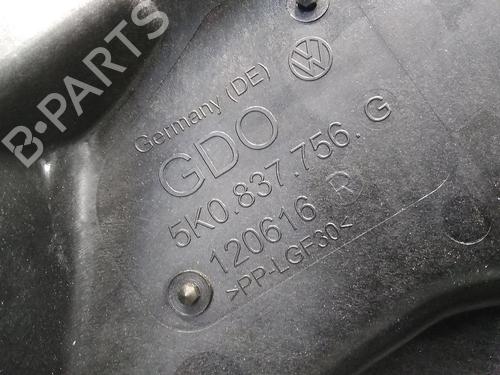 B-PARTS
Germany (DE)
GDO
5K0.837.756.G
120616 R
>PP-LGF30<